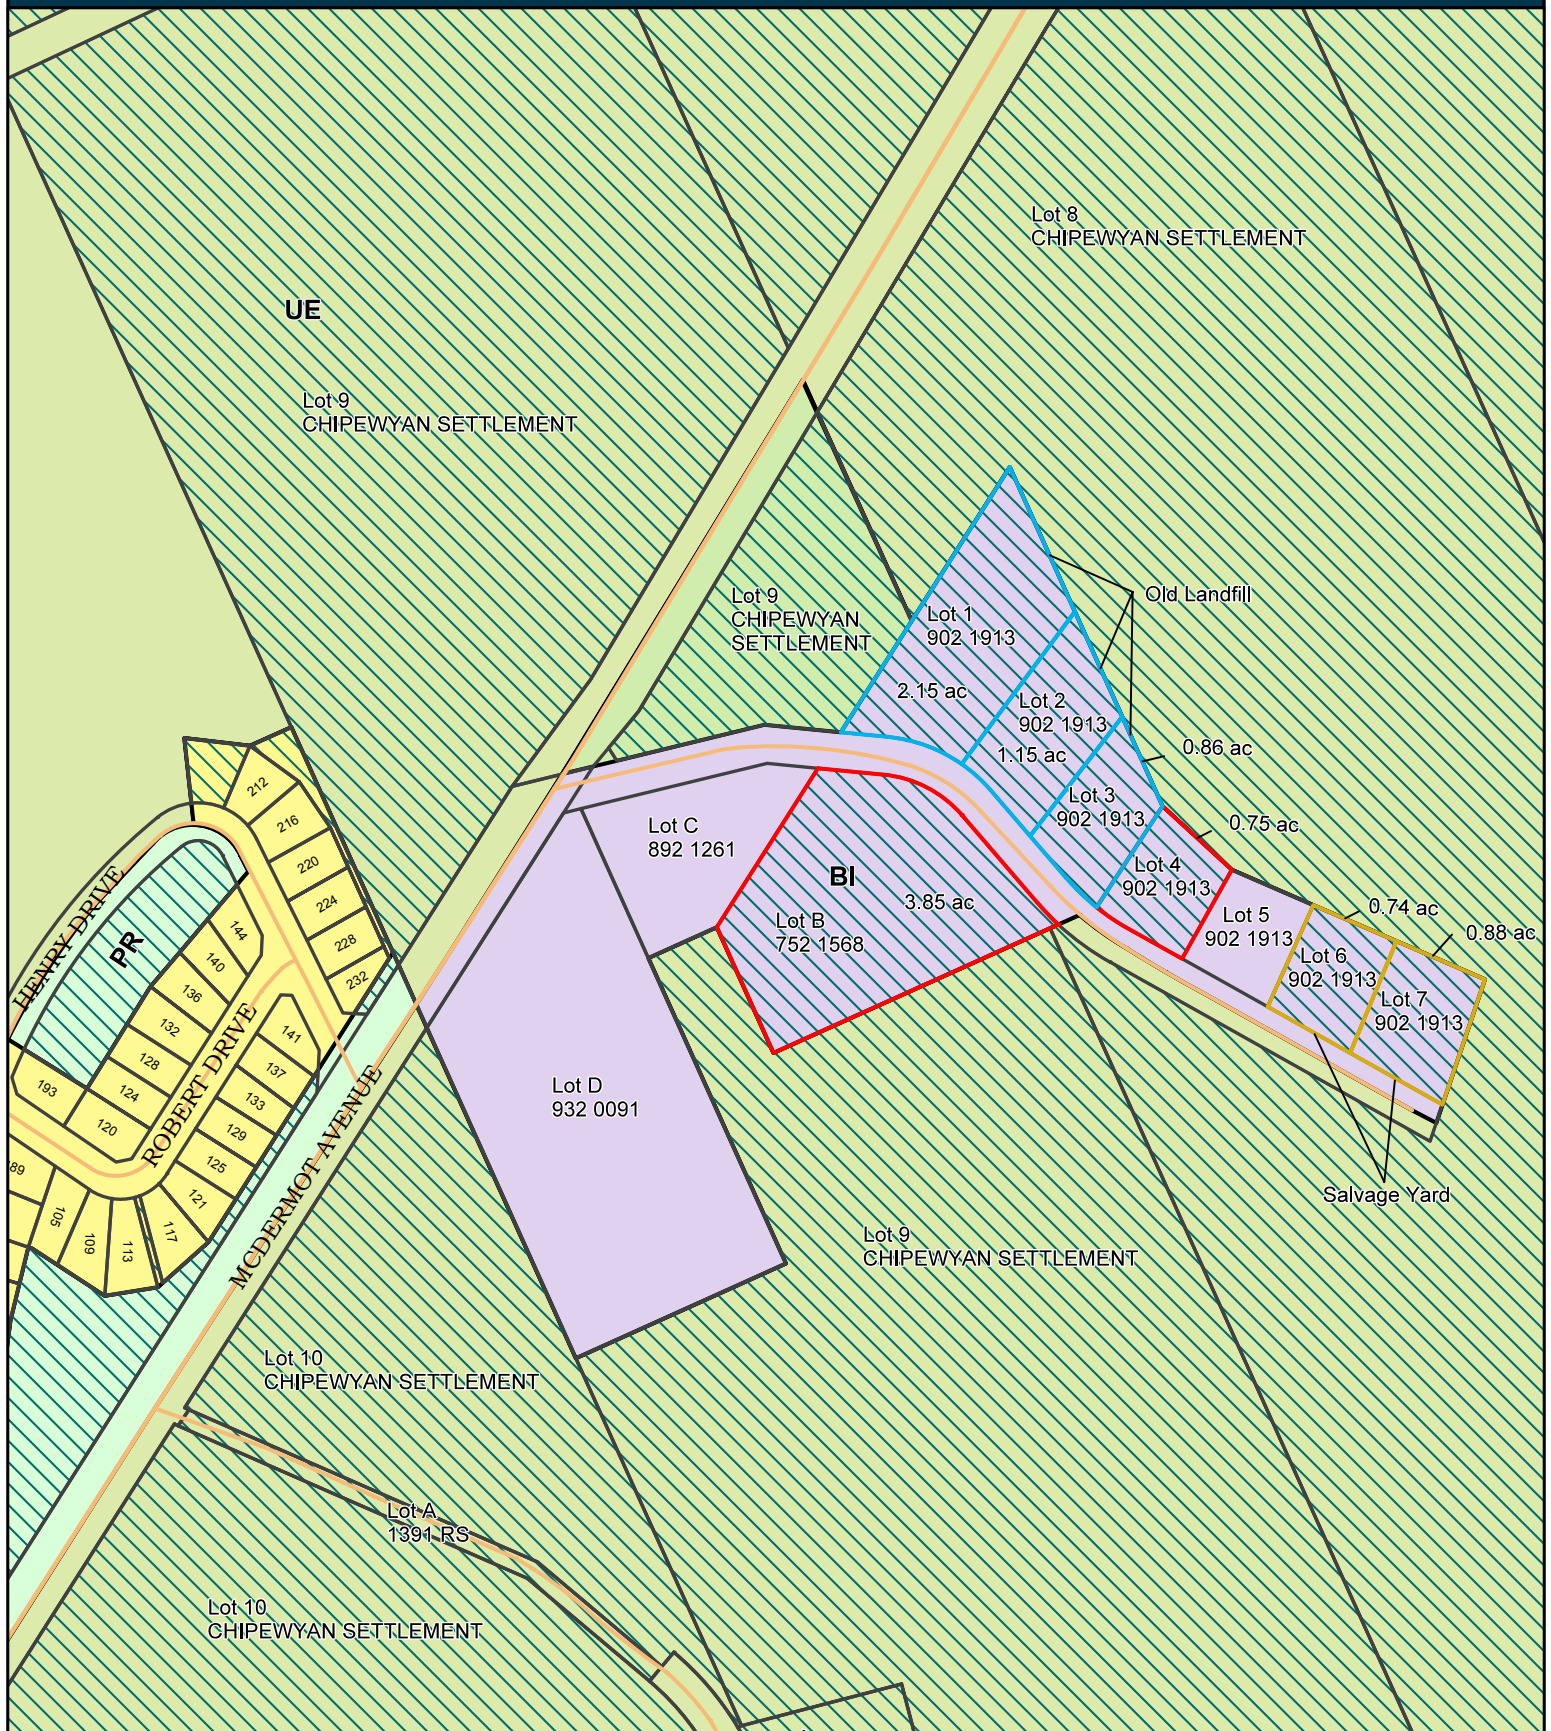 Lot 8
CHIPEWYAN SETTLEMENT
UE
Lot 9
CHIPEWYAN SETTLEMENT
Lot 9
CHIPEWYAN
SETTLEMENT
Old Landfill
Lot 1
902 1913
2.15 ac
Lot 2
902 1913
1.15 ac
0.86 ac
Lot 3
902 1913
0.75 ac
Lot 4
902 1913
Lot C
892 1261
BI
3.85 ac
Lot B
752 1568
Lot 5
902 1913
0.74 ac
0.88 ac
Lot 6
902 1913
Lot 7
902 1913
Salvage Yard
Lot D
932 0091
Lot 9
CHIPEWYAN SETTLEMENT
212
216
220
224
228
232
HENRY DRIVE
PR
144
140
136
132
128
124
120
193
ROBERT DRIVE
141
137
133
129
125
121
117
113
109
105
89
MCDERMOT AVENUE
Lot 10
CHIPEWYAN SETTLEMENT
Lot A
1391 RS
Lot 10
CHIPEWYAN SETTLEMENT